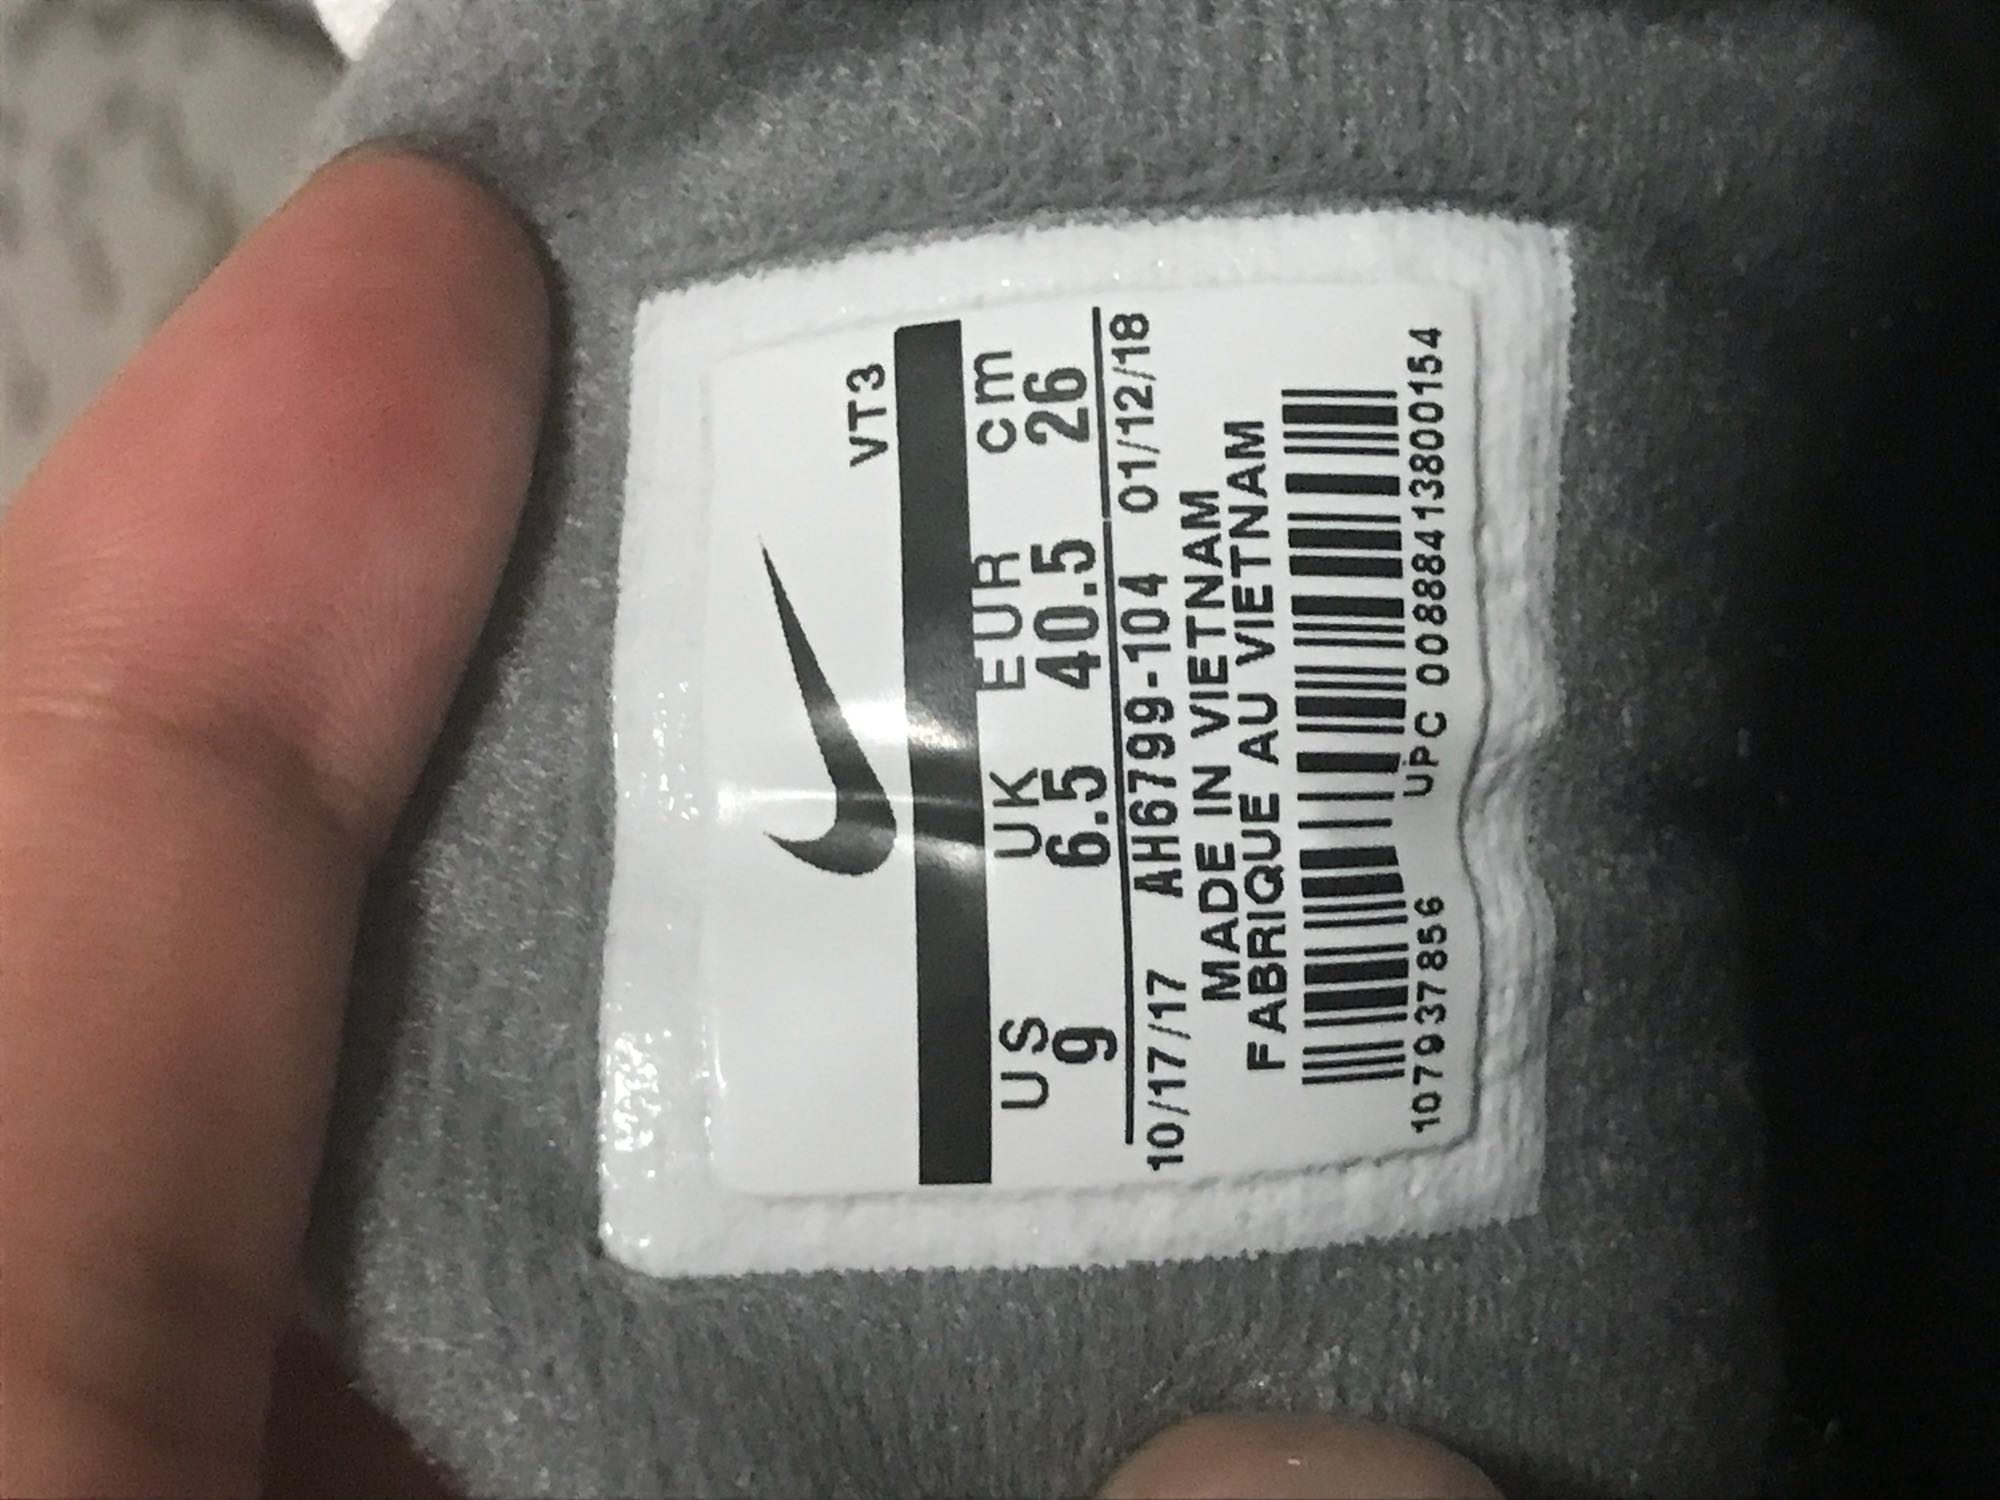 VT3
US UK EUR cm
9 6.5 40.5 26
10/17/17 AH6799-104 01/12/18
MADE IN VIETNAM
FABRIQUE AU VIETNAM
107937856 UPC 00888413800154